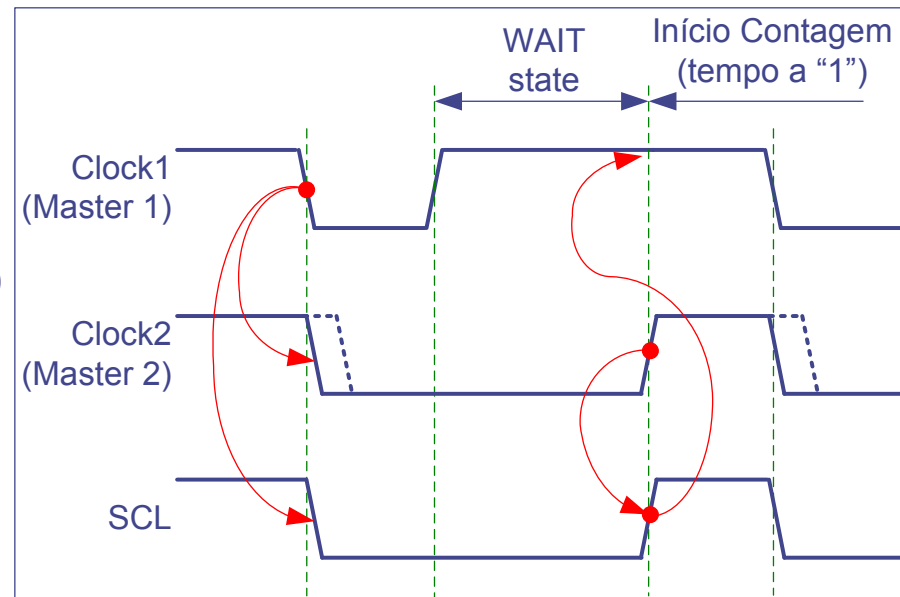 WAIT
state
Início Contagem
(tempo a “1”)
Clock1
(Master 1)
Clock2
(Master 2)
SCL